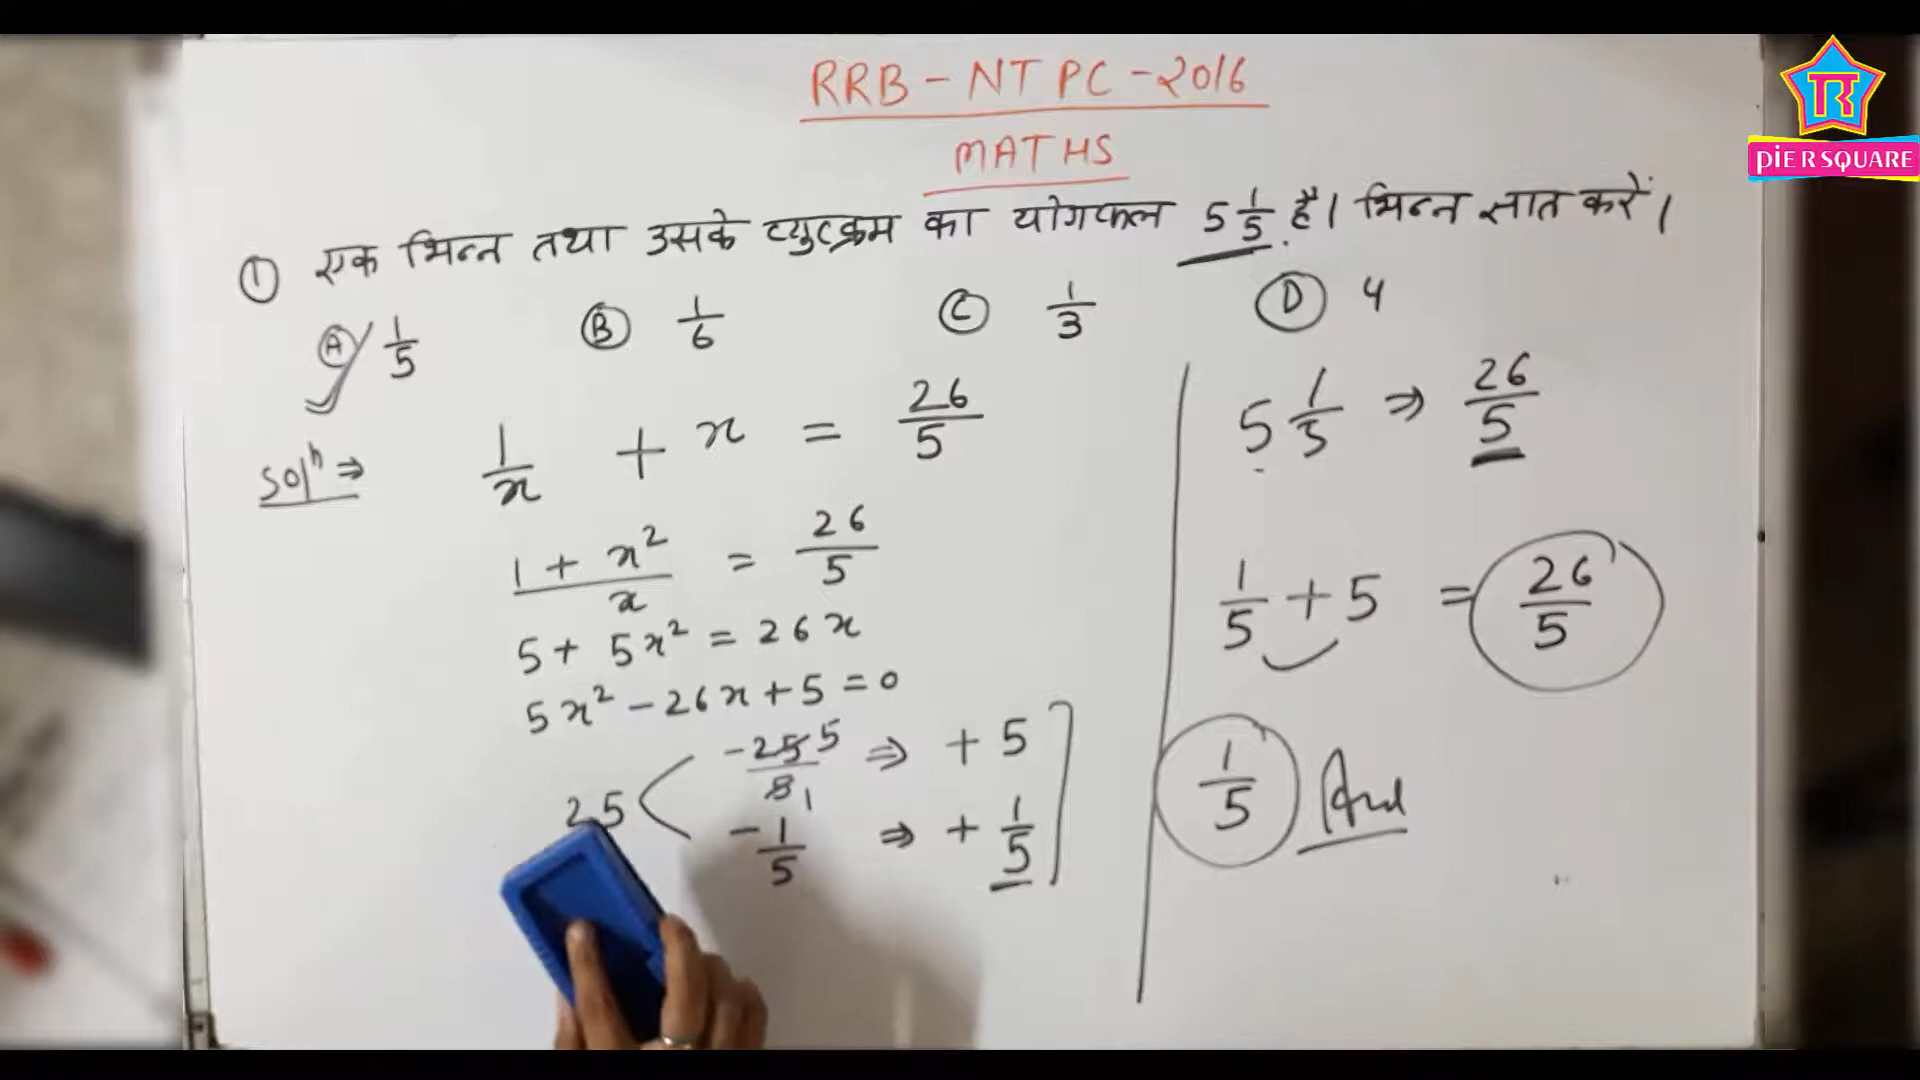 RRB - NTPC - 2016
MATHS
PiE R SQUARE
① एक भिन्न तथा उसके व्युत्क्रम का योगफल 5 1/5 है। भिन्न ज्ञात करें।
Ⓐ 1/5 Ⓑ 1/6 Ⓒ 1/3 Ⓓ 4
Solⁿ ⇒ 1/x + x = 26/5
(1 + x²)/x = 26/5
5 + 5x² = 26x
5x² - 26x + 5 = 0
25 < -25/5 ⇒ + 5
-1/5 ⇒ + 1/5
5 1/5 ⇒ 26/5
1/5 + 5 = 26/5
1/5 Ans